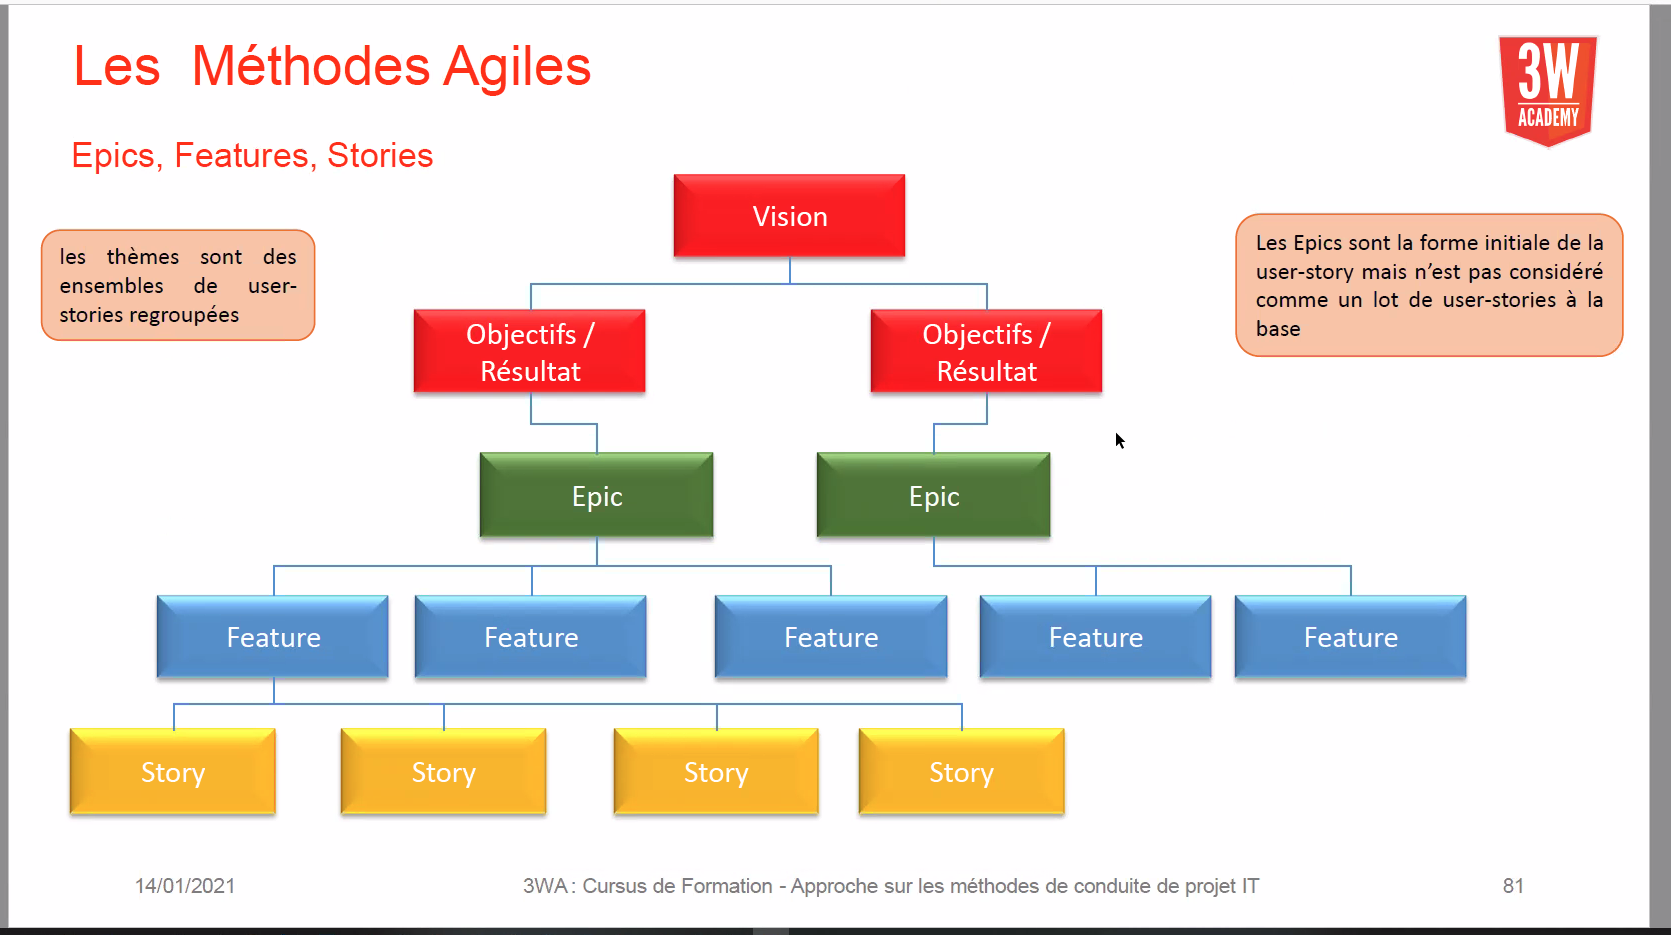 Les Méthodes Agiles
3W
ACADEMY
Epics, Features, Stories
Vision
les thèmes sont des
ensembles de user-
stories regroupées
Les Epics sont la forme initiale de la
user-story mais n’est pas considéré
comme un lot de user-stories à la
base
Objectifs /
Résultat
Objectifs /
Résultat
Epic
Epic
Feature
Feature
Feature
Feature
Feature
Story
Story
Story
Story
14/01/2021
3WA : Cursus de Formation - Approche sur les méthodes de conduite de projet IT
81